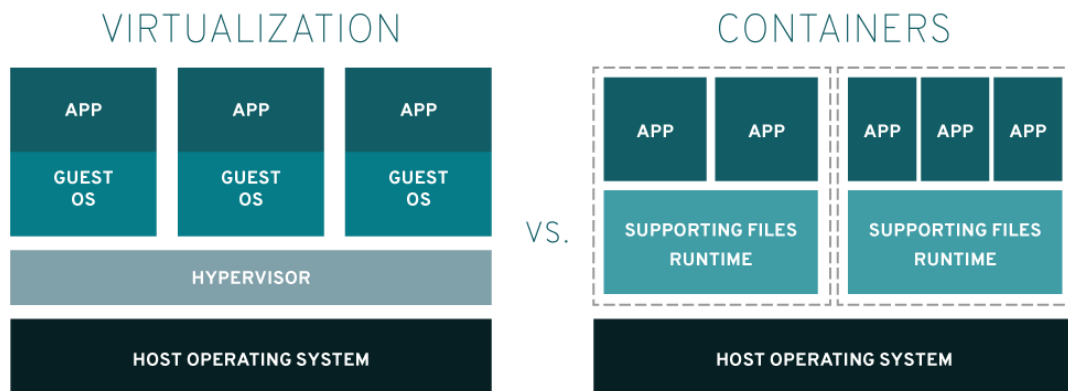 VIRTUALIZATION
APP
APP
APP
GUEST
OS
GUEST
OS
GUEST
OS
HYPERVISOR
HOST OPERATING SYSTEM
VS.
CONTAINERS
APP
APP
SUPPORTING FILES
RUNTIME
APP
APP
APP
SUPPORTING FILES
RUNTIME
HOST OPERATING SYSTEM